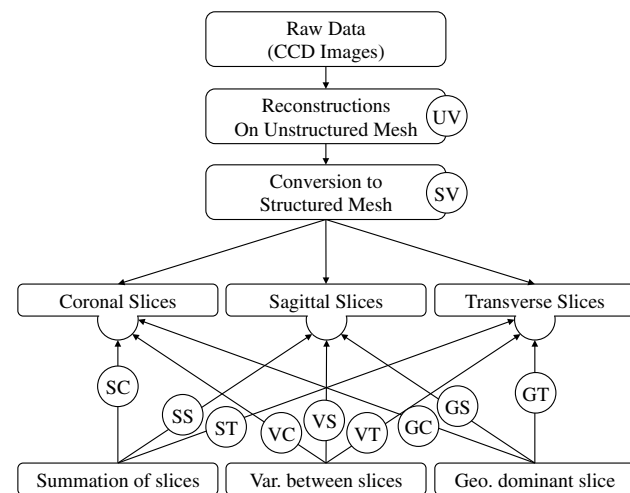 Raw Data
(CCD Images)
Reconstructions
On Unstructured Mesh
UV
Conversion to
Structured Mesh
SV
Coronal Slices
Sagittal Slices
Transverse Slices
SC
SS
ST
VC
VS
VT
GC
GS
GT
Summation of slices
Var. between slices
Geo. dominant slice